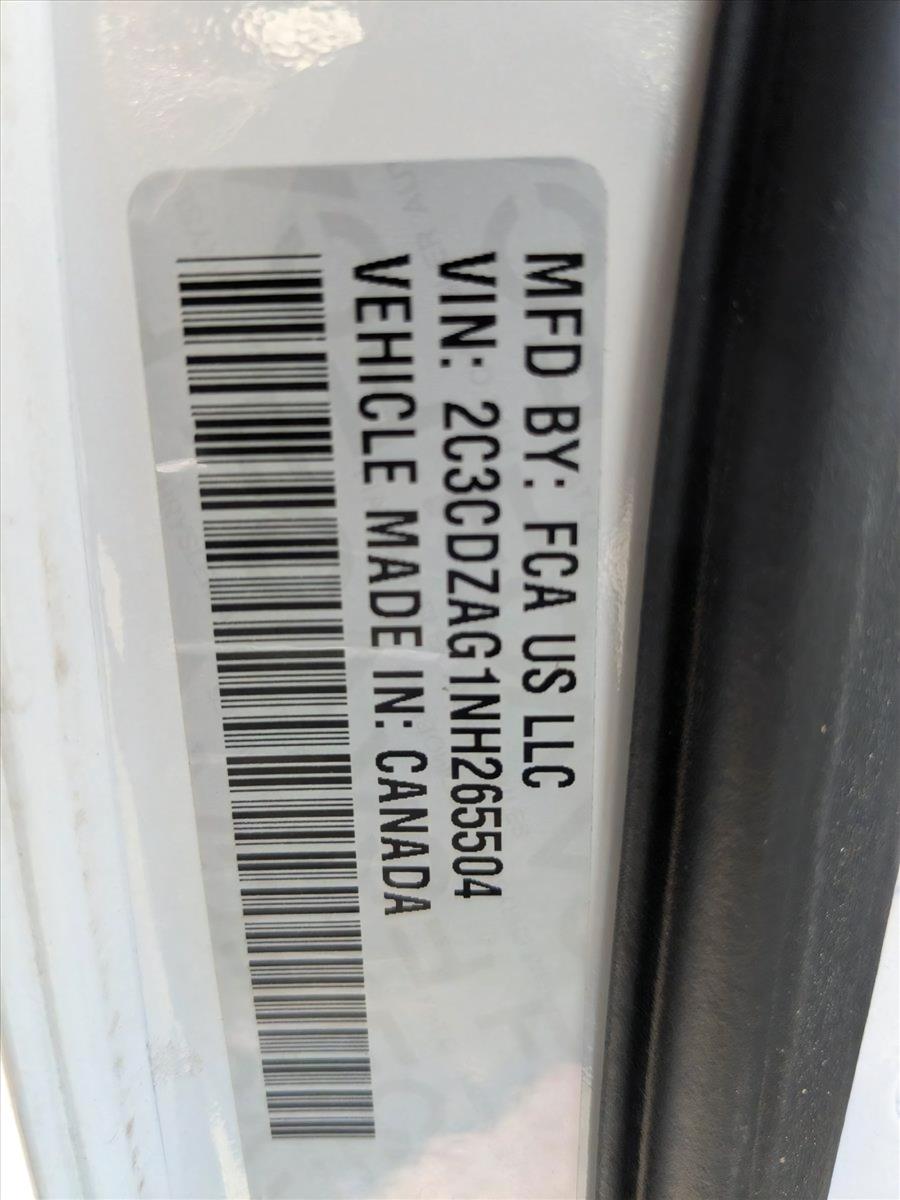 MFD BY: FCA US LLC
VIN: 2C3CDZAG1NH265504
VEHICLE MADE IN: CANADA